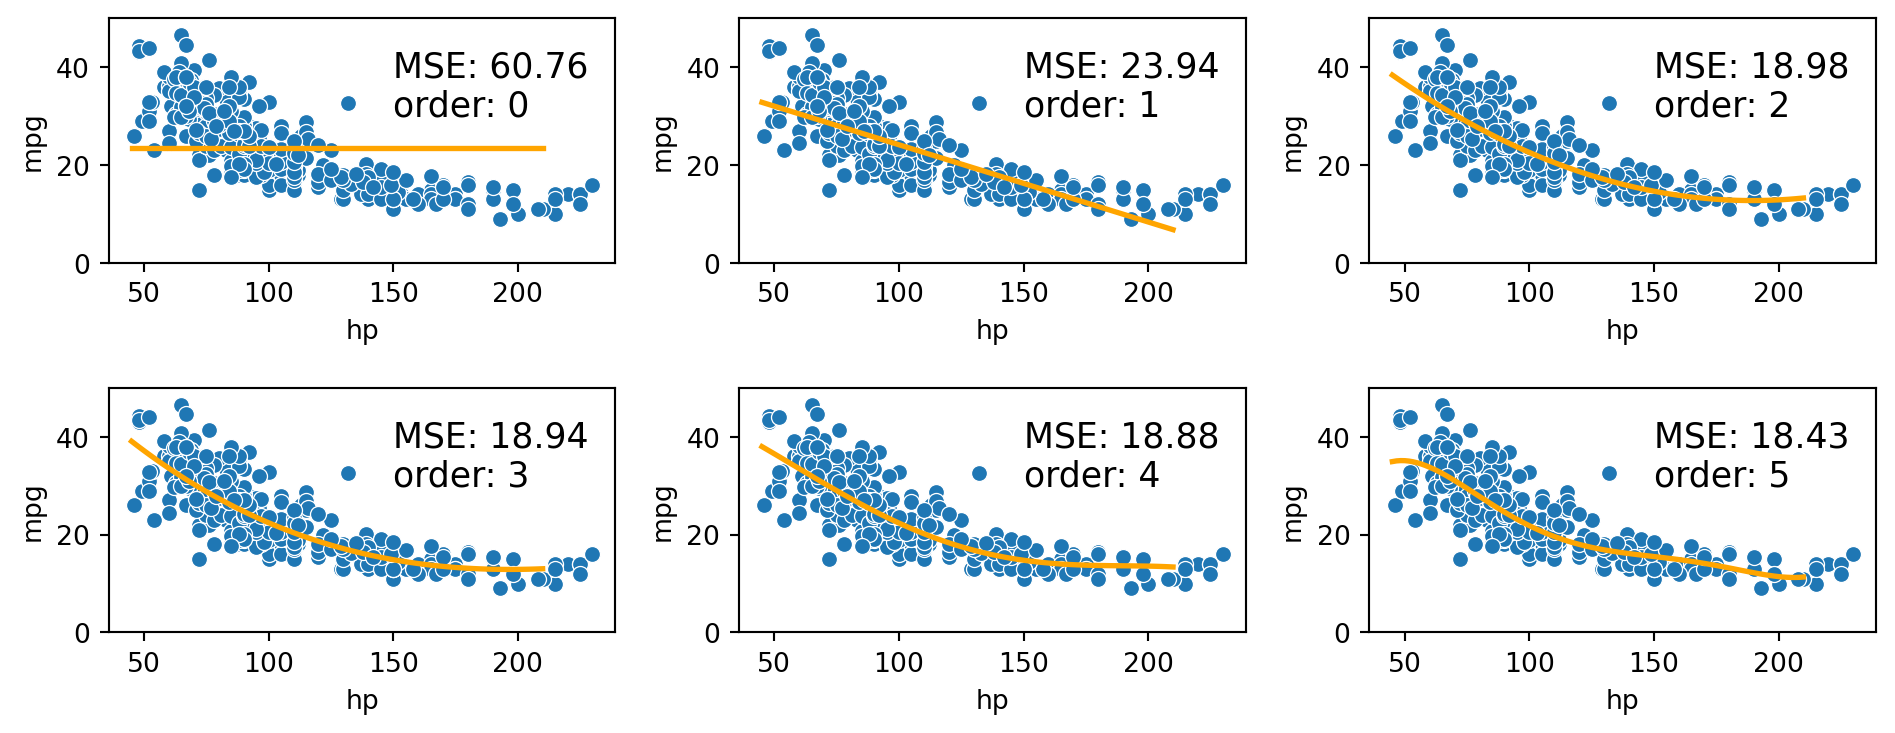 MSE: 60.76
order: 0
mpg
40
20
0
50 100 150 200
hp
MSE: 23.94
order: 1
mpg
40
20
0
50 100 150 200
hp
MSE: 18.98
order: 2
mpg
40
20
0
50 100 150 200
hp
MSE: 18.94
order: 3
mpg
40
20
0
50 100 150 200
hp
MSE: 18.88
order: 4
mpg
40
20
0
50 100 150 200
hp
MSE: 18.43
order: 5
mpg
40
20
0
50 100 150 200
hp